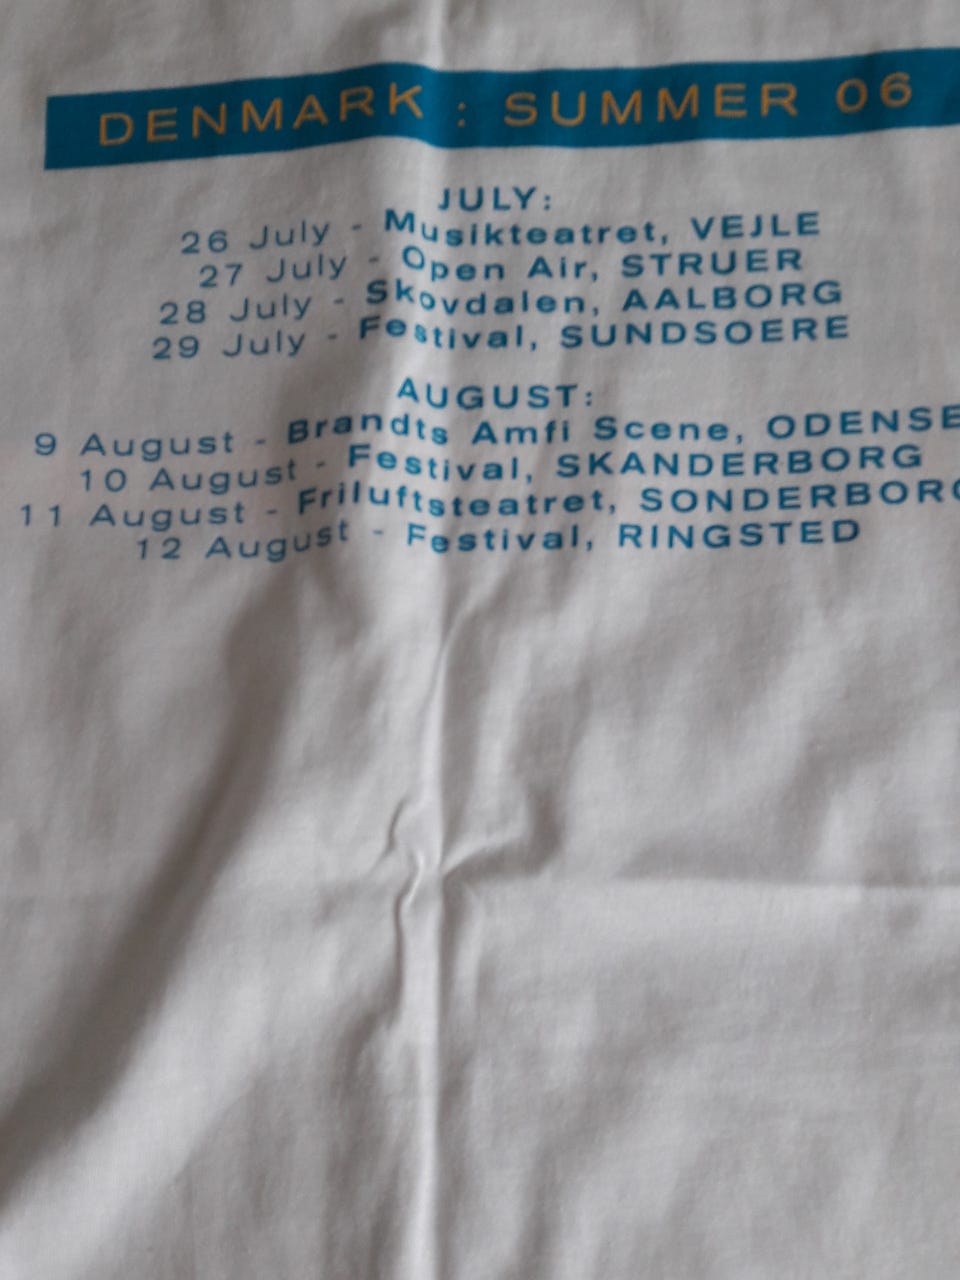 DENMARK : SUMMER 06
JULY:
26 July - Musikteatret, VEJLE
27 July - Open Air, STRUER
28 July - Skovdalen, AALBORG
29 July - Festival, SUNDSOERE
AUGUST:
9 August - Brandts Amfi Scene, ODENSE
10 August - Festival, SKANDERBORG
11 August - Friluftsteatret, SONDERBORG
12 August - Festival, RINGSTED